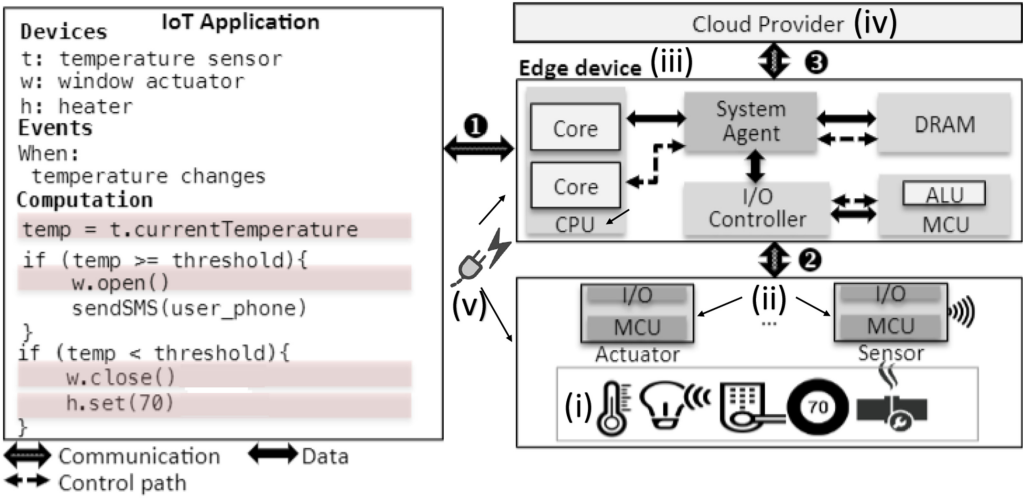 IoT Application
Devices
t: temperature sensor
w: window actuator
h: heater
Events
When:
temperature changes
Computation
temp = t.currentTemperature
if (temp >= threshold){
w.open()
sendSMS(user_phone)
}
if (temp < threshold){
w.close()
h.set(70)
}
Communication
Data
Control path
❶
Cloud Provider (iv)
❸
Edge device (iii)
Core
Core
CPU
System
Agent
DRAM
I/O
Controller
ALU
MCU
❷
(v)
I/O
MCU
Actuator
(ii)
...
I/O
MCU
Sensor
(i)
70